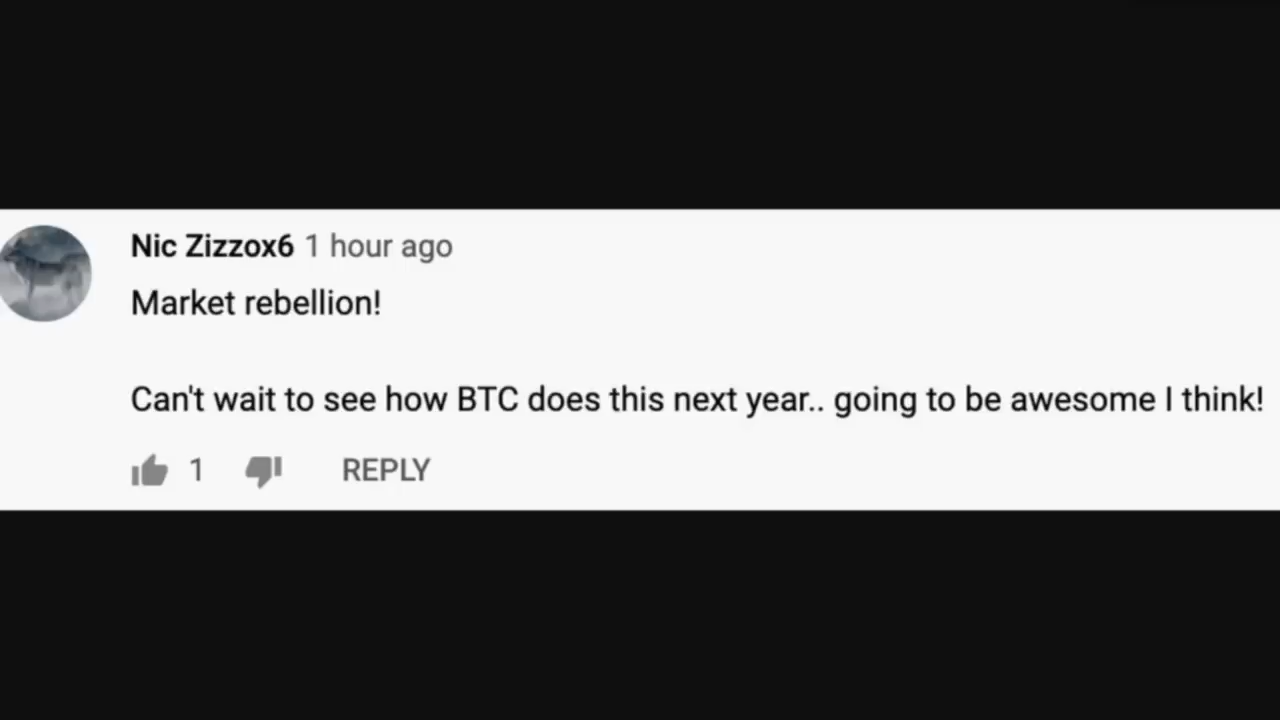 Nic Zizzox6 1 hour ago
Market rebellion!
Can't wait to see how BTC does this next year.. going to be awesome I think!
1 REPLY